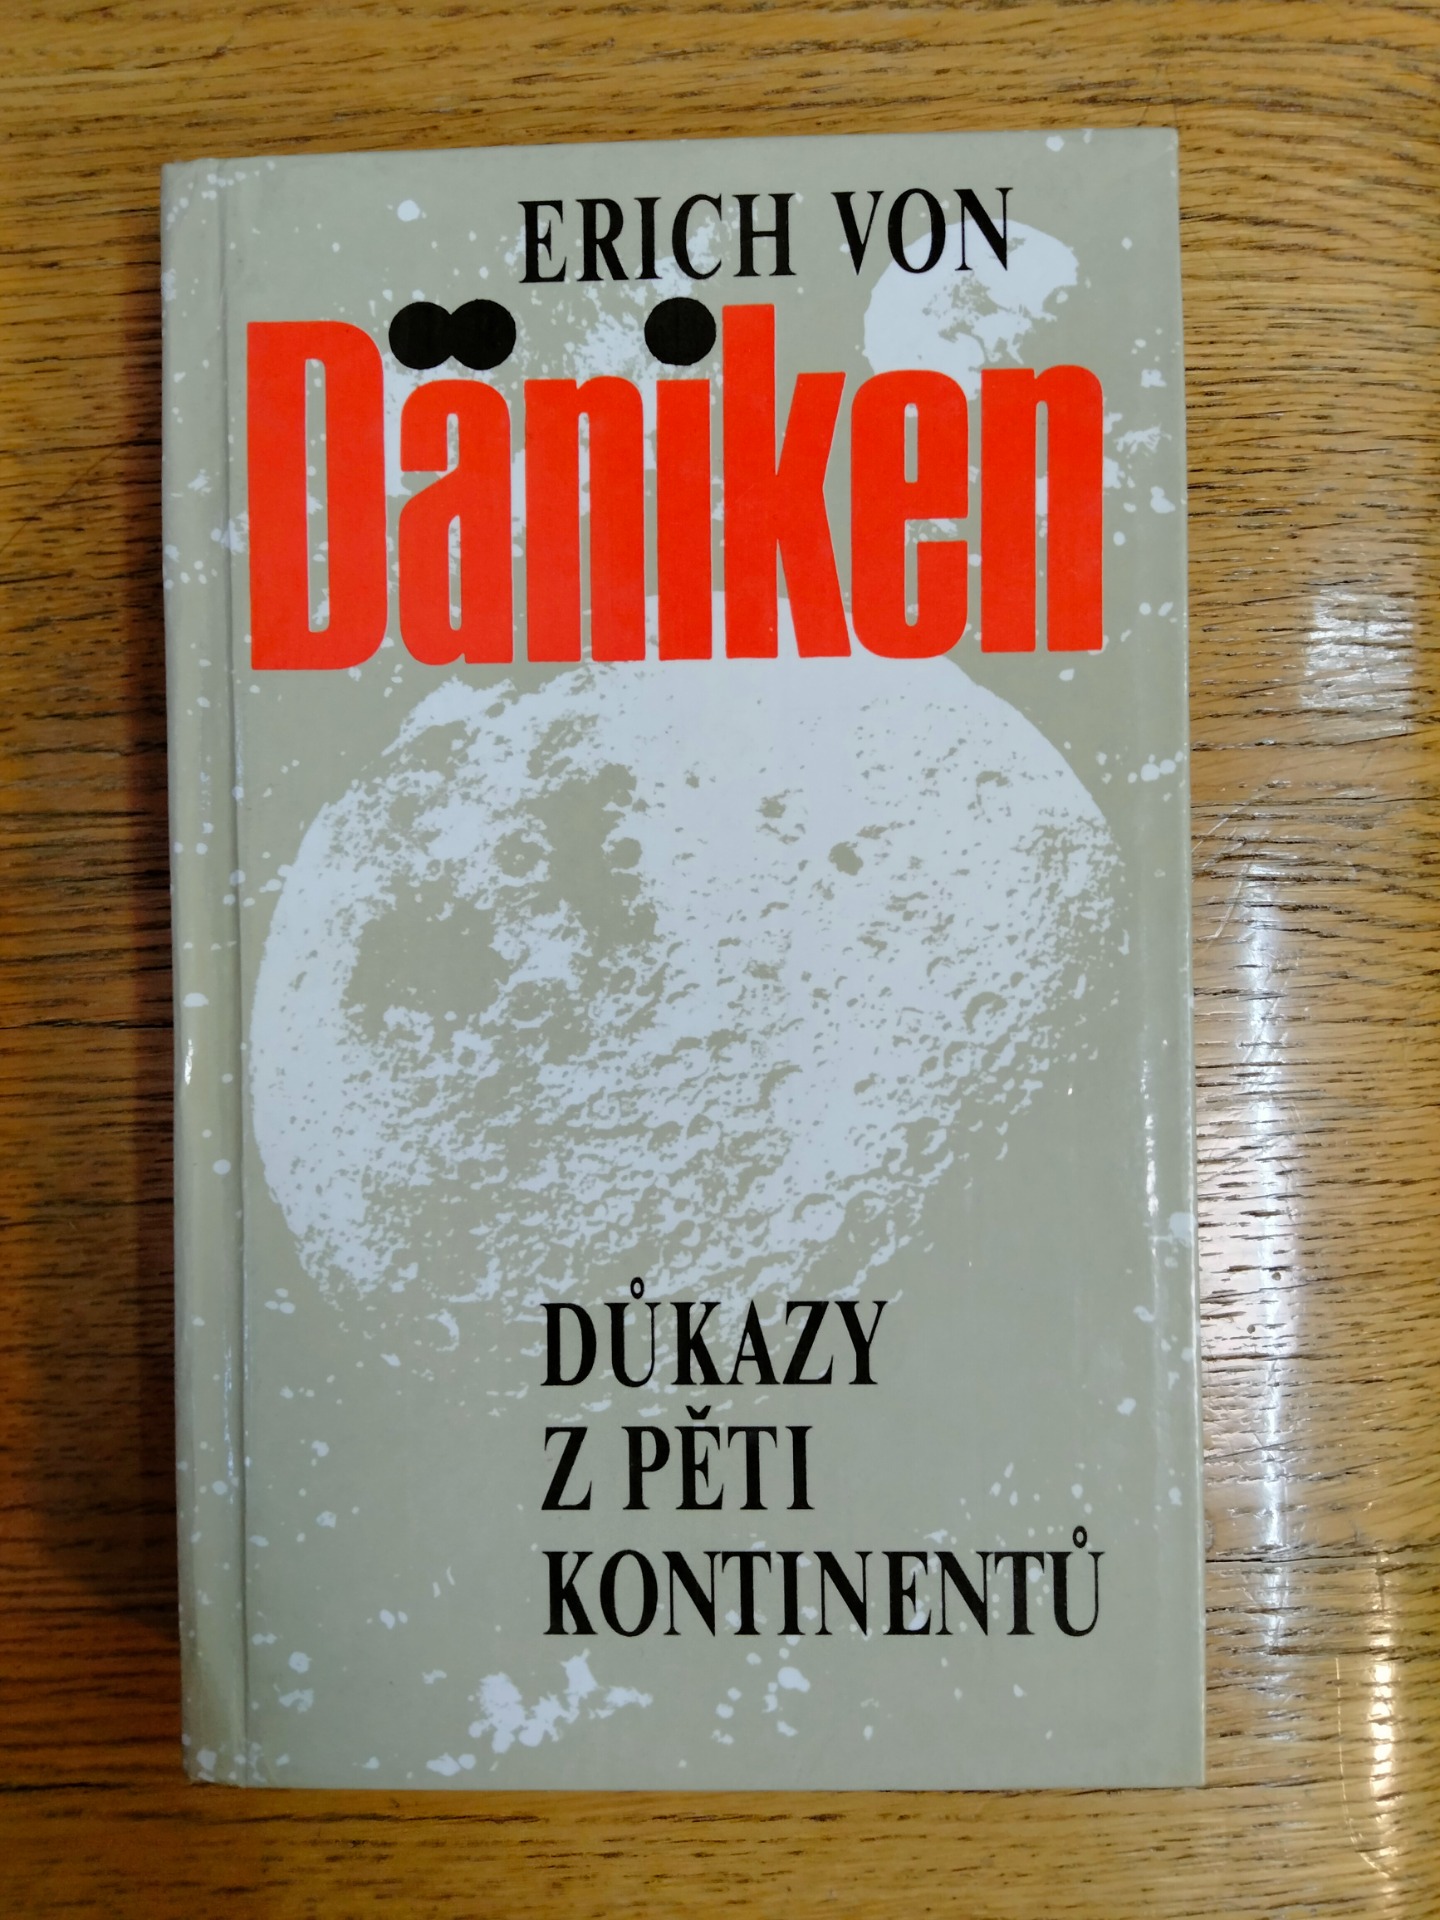 ERICH VON
Däniken
DŮKAZY
Z PĚTI
KONTINENTŮ